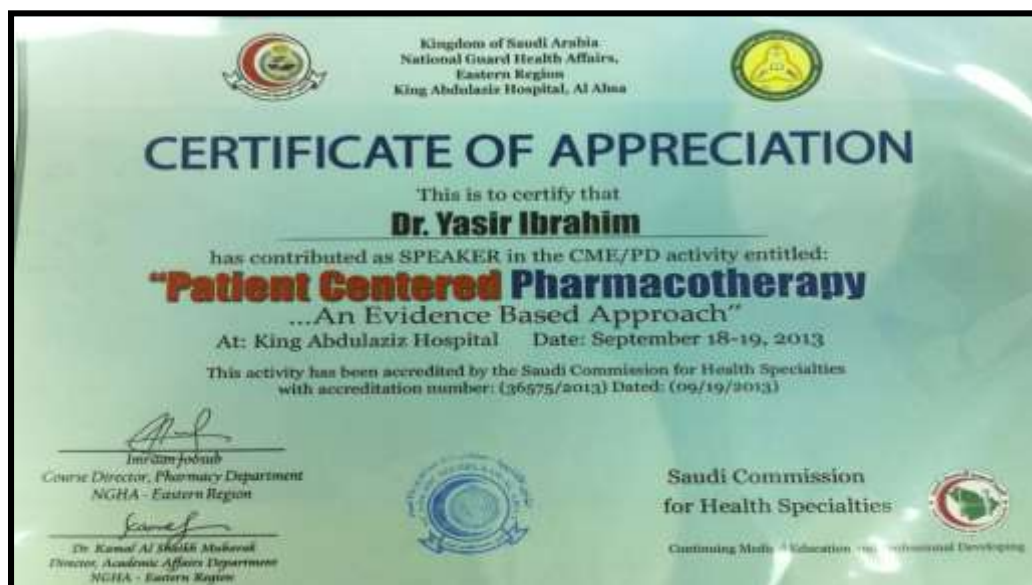 Kingdom of Saudi Arabia
National Guard Health Affairs,
Eastern Region
King Abdulaziz Hospital, Al Ahsa
CERTIFICATE OF APPRECIATION
This is to certify that
Dr. Yasir Ibrahim
has contributed as SPEAKER in the CME/PD activity entitled:
"Patient Centered Pharmacotherapy
...An Evidence Based Approach"
At: King Abdulaziz Hospital Date: September 18-19, 2013
This activity has been accredited by the Saudi Commission for Health Specialties
with accreditation number: (36575/2013) Dated: (09/19/2013)
Course Director, Pharmacy Department
NGHA - Eastern Region
Dr. Kamal Al Sheikh Mubarak
Director, Academic Affairs Department
NGHA - Eastern Region
Saudi Commission
for Health Specialties
Continuing Medical Education and Professional Developing